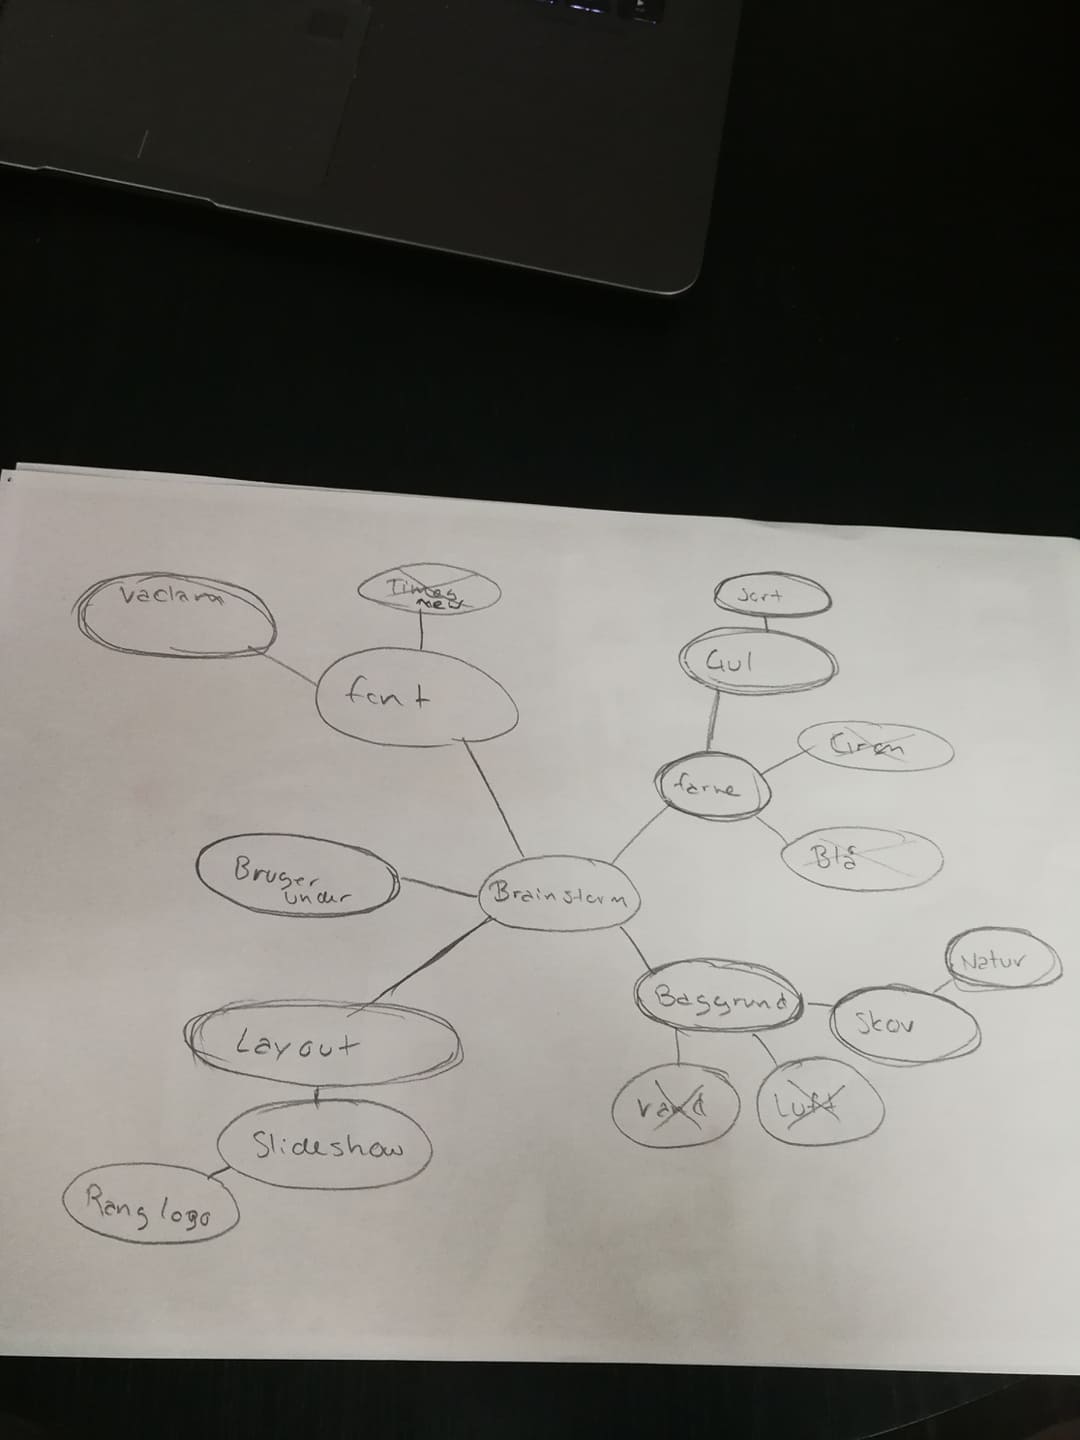 Vaclara
Times
new
font
Sort
Gul
Grøn
farve
Blå
Bruger
under
Brainstorm
Natur
Baggrund
Skov
Layout
Vand
Luft
Slideshow
Rang logo